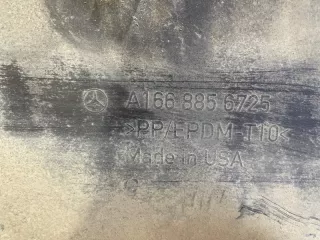 A166 885 6725
>PP/EPDM-T10<
Made in USA